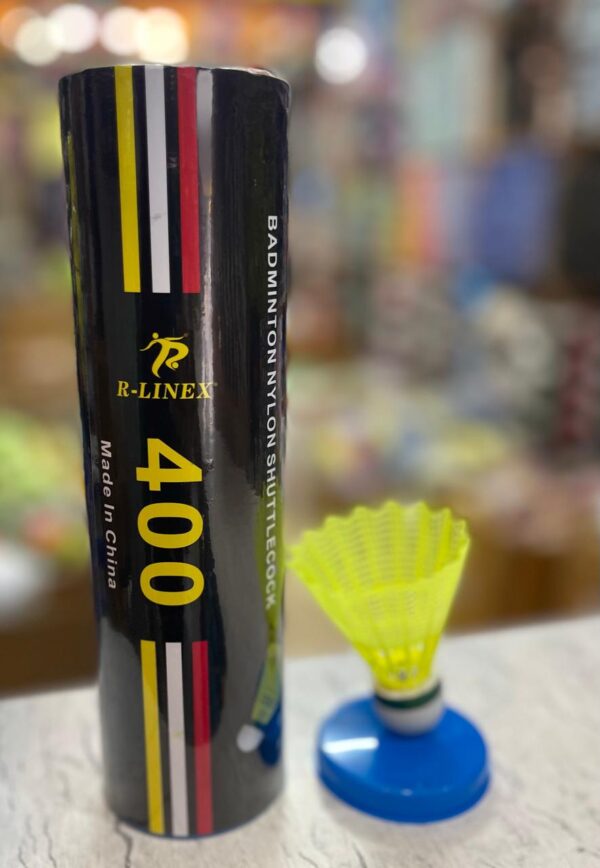 R-LINEX
400
Made In China
BADMINTON NYLON SHUTTLECOCK